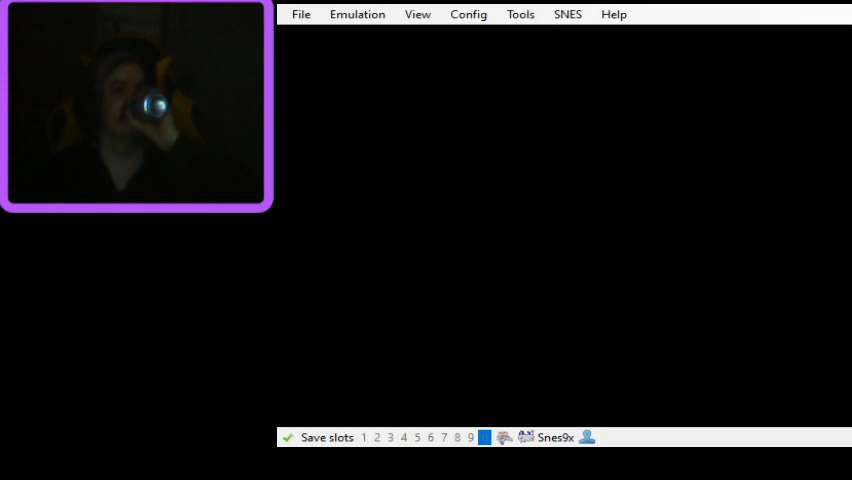 File Emulation View Config Tools SNES Help
Save slots 1 2 3 4 5 6 7 8 9 0 Snes9x